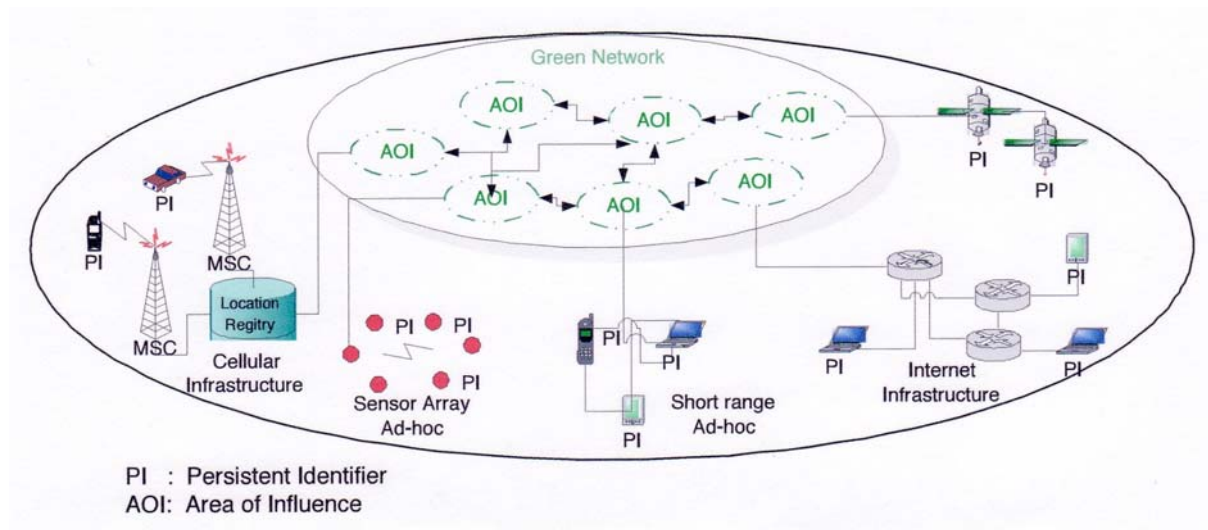 Green Network
AOI
AOI
AOI
AOI
AOI
AOI
AOI
PI
PI
PI
PI
MSC
MSC
Location
Regitry
Cellular
Infrastructure
PI
PI
PI
PI
Sensor Array
Ad-hoc
PI
PI
PI
Short range
Ad-hoc
PI
PI
PI
Internet
Infrastructure
PI : Persistent Identifier
AOI: Area of Influence